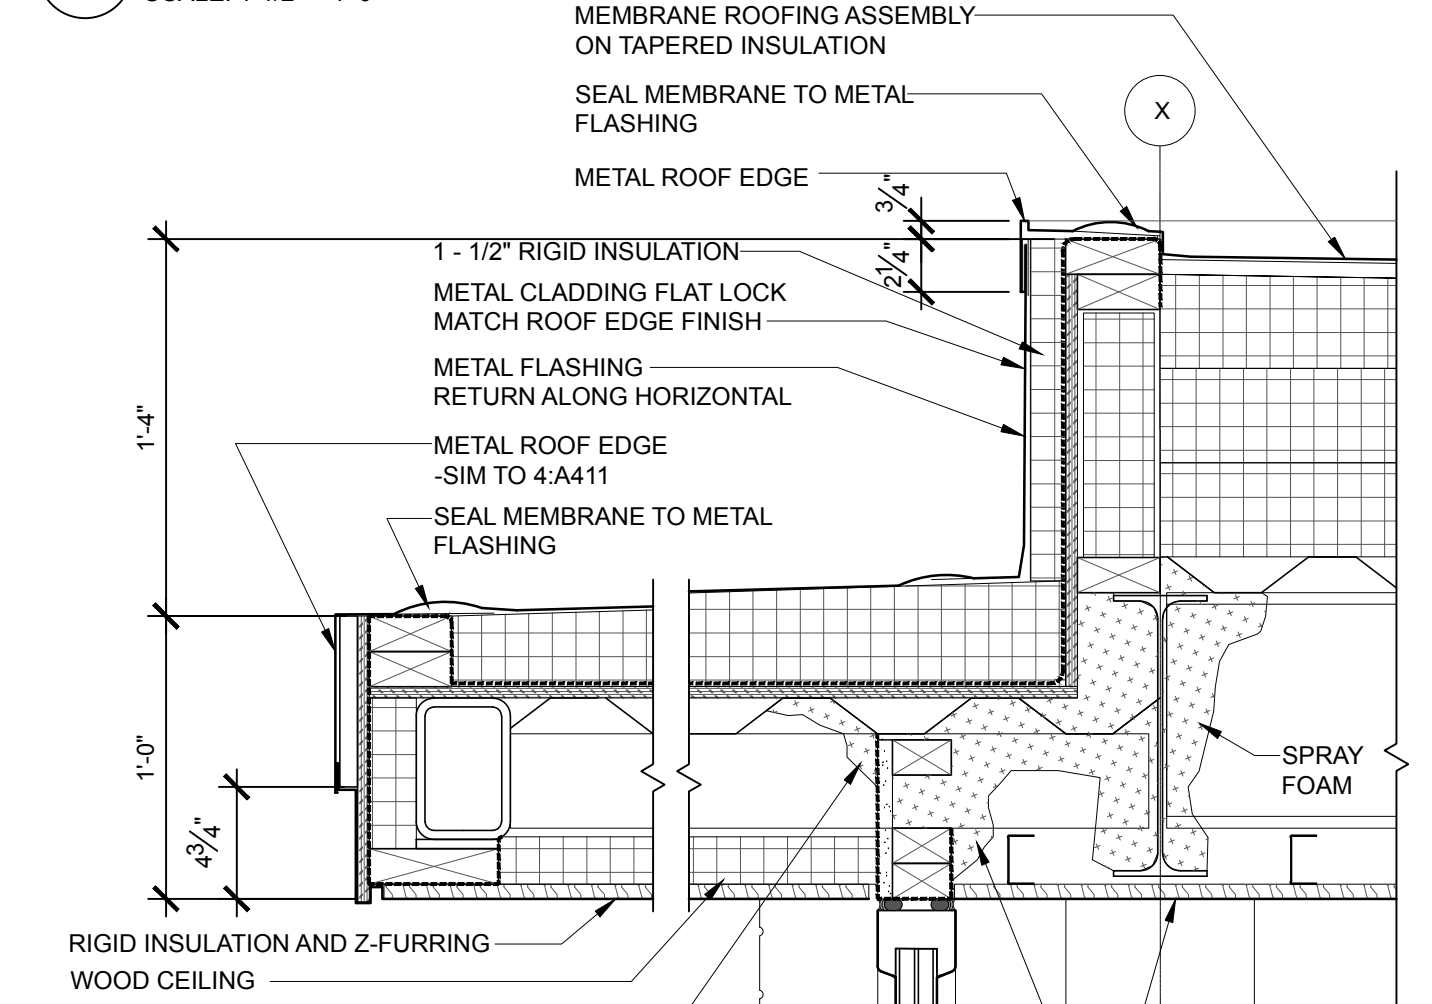 MEMBRANE ROOFING ASSEMBLY
ON TAPERED INSULATION
SEAL MEMBRANE TO METAL
FLASHING
X
METAL ROOF EDGE
3/4"
1 - 1/2" RIGID INSULATION
2 1/4"
METAL CLADDING FLAT LOCK
MATCH ROOF EDGE FINISH
METAL FLASHING
RETURN ALONG HORIZONTAL
1'-4"
METAL ROOF EDGE
-SIM TO 4:A411
SEAL MEMBRANE TO METAL
FLASHING
1'-0"
SPRAY
FOAM
4 3/4"
RIGID INSULATION AND Z-FURRING
WOOD CEILING